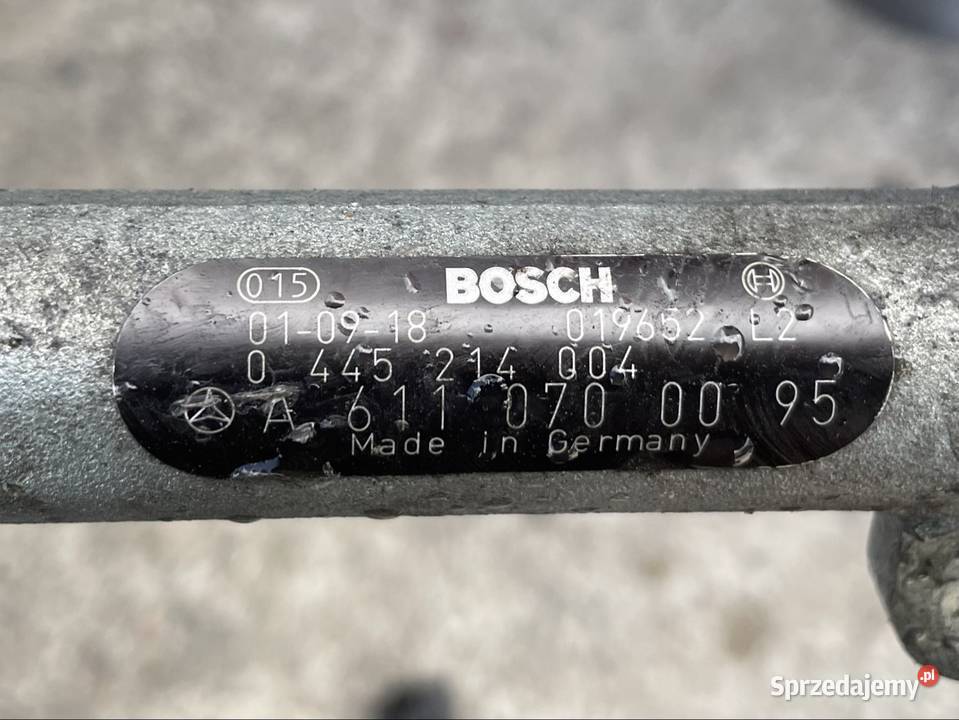 015 BOSCH
01-09-18 019652 L2
0 445 214 004
A 611 070 00 95
Made in Germany
Sprzedajemy.pl